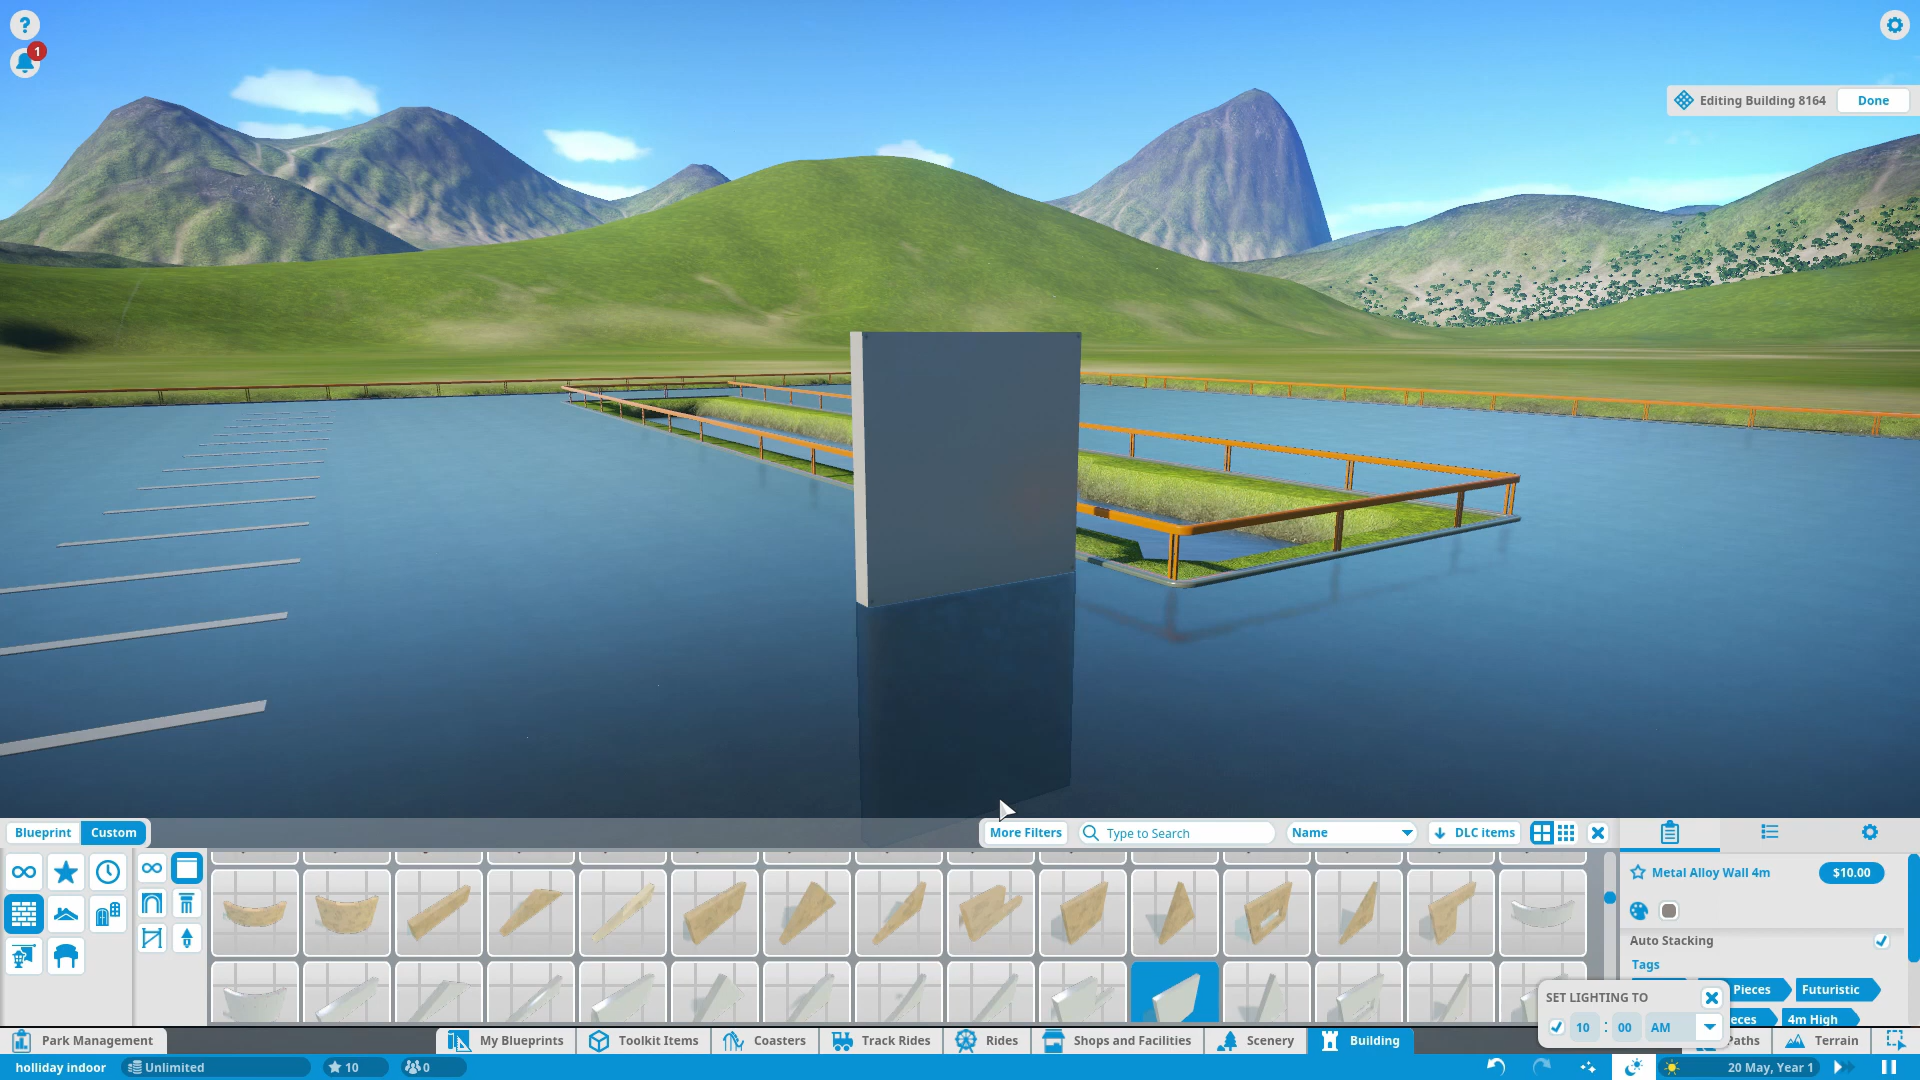 ?
1
Editing Building 8164
Done
Blueprint
Custom
More Filters
Type to Search
Name
DLC items
Metal Alloy Wall 4m
$10.00
Auto Stacking
Tags
Pieces
Futuristic
eces
4m High
SET LIGHTING TO
10 : 00 AM
Park Management
My Blueprints
Toolkit Items
Coasters
Track Rides
Rides
Shops and Facilities
Scenery
Building
Paths
Terrain
holliday indoor
Unlimited
10
0
20 May, Year 1